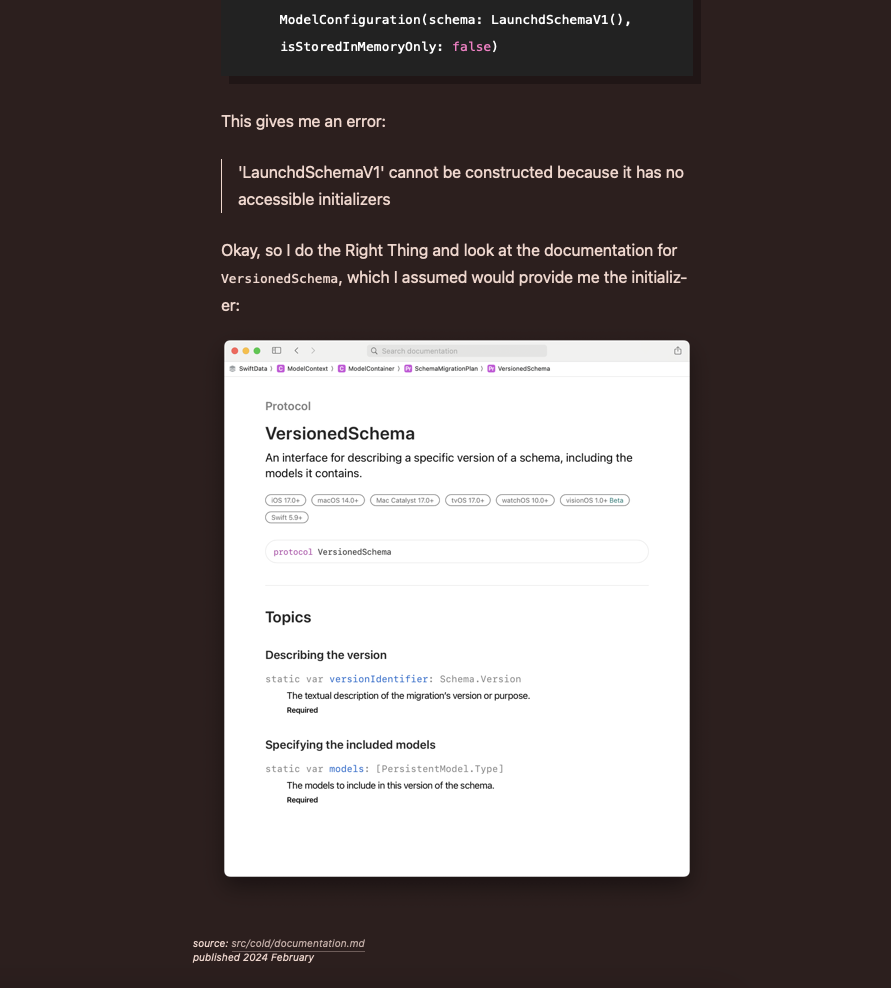 ModelConfiguration(schema: LaunchdSchemaV1(),
isStoredInMemoryOnly: false)
This gives me an error:
'LaunchdSchemaV1' cannot be constructed because it has no
accessible initializers
Okay, so I do the Right Thing and look at the documentation for
VersionedSchema, which I assumed would provide me the initializ-
er:
Search documentation
SwiftData ⟩ C ModelContext ⟩ C ModelContainer ⟩ Pr SchemaMigrationPlan ⟩ Pr VersionedSchema
Protocol
VersionedSchema
An interface for describing a specific version of a schema, including the
models it contains.
iOS 17.0+ macOS 14.0+ Mac Catalyst 17.0+ tvOS 17.0+ watchOS 10.0+ visionOS 1.0+ Beta
Swift 5.9+
protocol VersionedSchema
Topics
Describing the version
static var versionIdentifier: Schema.Version
The textual description of the migration’s version or purpose.
Required
Specifying the included models
static var models: [PersistentModel.Type]
The models to include in this version of the schema.
Required
source: src/cold/documentation.md
published 2024 February